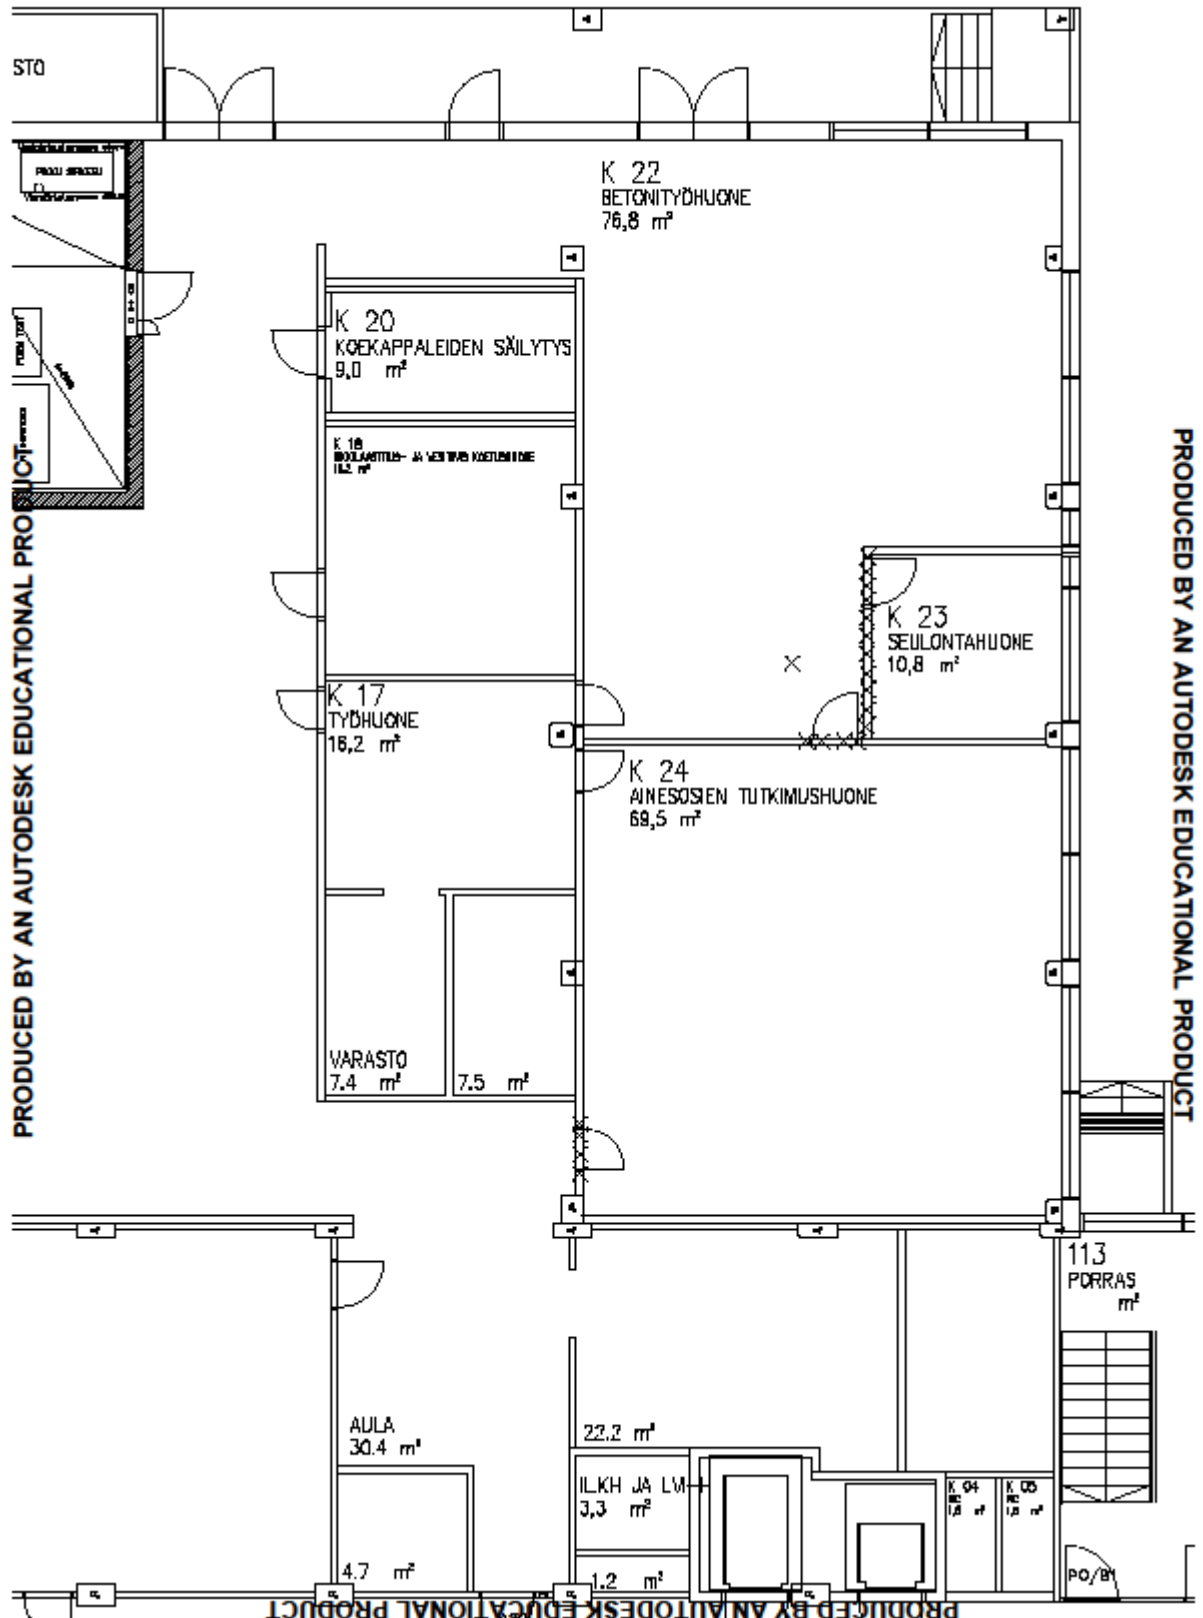 STO
K 22
BETONITYÖHUONE
76,8 m²
K 20
KOEKAPPALEIDEN SÄILYTYS
9,0 m²
K 18
K 23
SEULONTAHUONE
10,8 m²
K 17
TYÖHUONE
16,2 m²
K 24
AINESOSIEN TUTKIMUSHUONE
69,5 m²
VARASTO
7.4 m²
7.5 m²
113
PORRAS
m²
AULA
30.4 m²
22.2 m²
ILKH JA LVI
3,3 m²
K 04
K 05
4.7 m²
1.2 m²
PO/B1
PRODUCED BY AN AUTODESK EDUCATIONAL PRODUCT
PRODUCED BY AN AUTODESK EDUCATIONAL PRODUCT
PRODUCED BY AN AUTODESK EDUCATIONAL PRODUCT